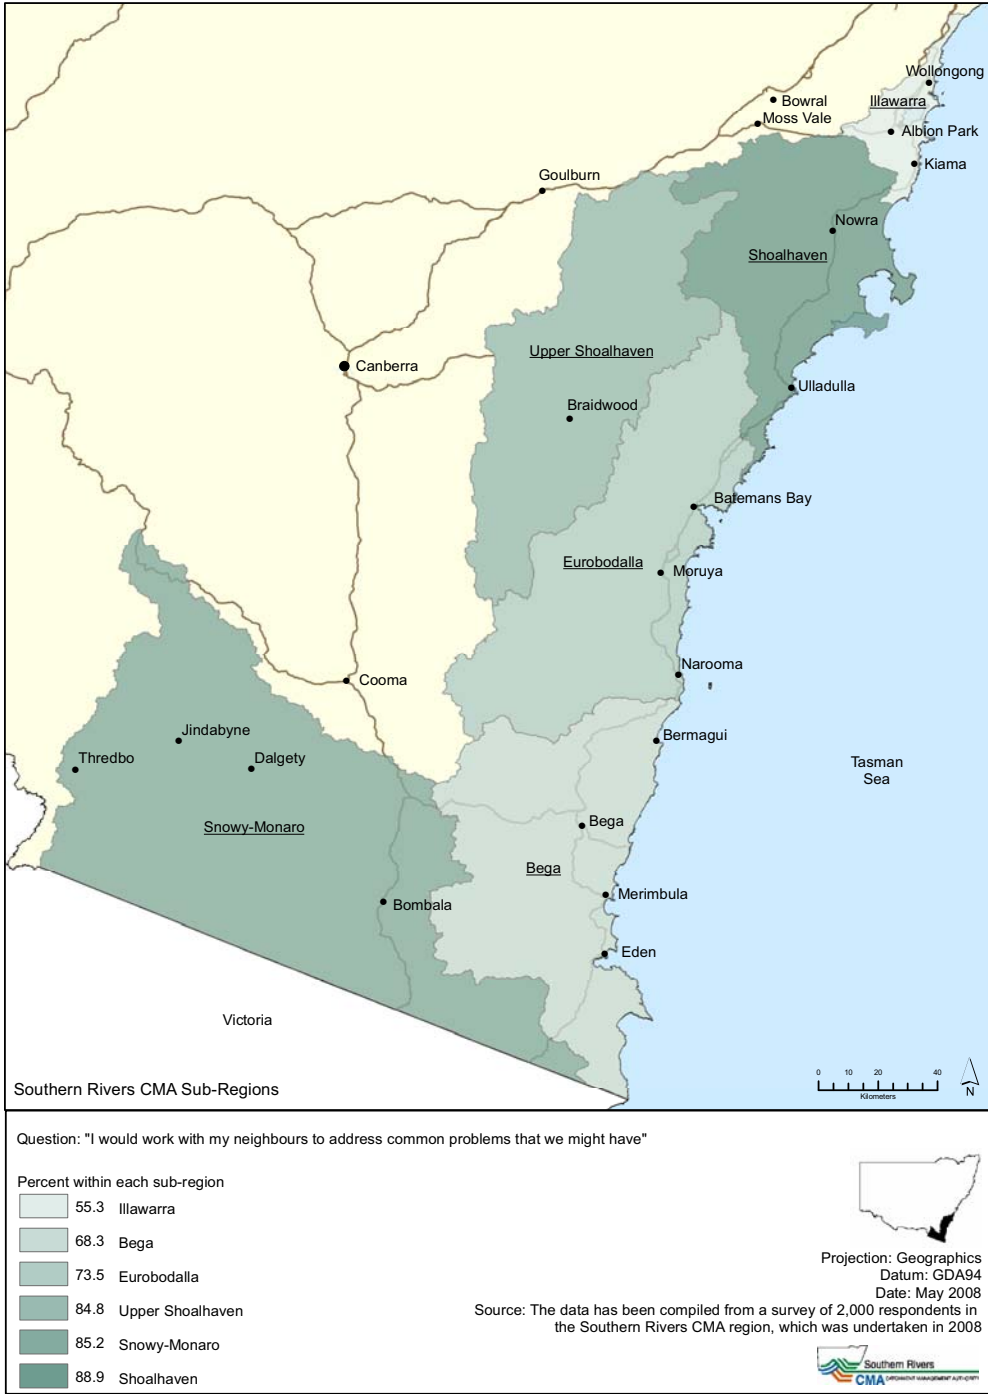 Wollongong
Bowral
Illawarra
Moss Vale
Albion Park
Kiama
Goulburn
Nowra
Shoalhaven
Upper Shoalhaven
Canberra
Ulladulla
Braidwood
Batemans Bay
Eurobodalla
Moruya
Narooma
Cooma
Jindabyne
Bermagui
Thredbo
Dalgety
Tasman
Sea
Snowy-Monaro
Bega
Bega
Merimbula
Bombala
Eden
Victoria
Southern Rivers CMA Sub-Regions
0 10 20 40
Kilometers
N
Question: "I would work with my neighbours to address common problems that we might have"
Percent within each sub-region
55.3 Illawarra
68.3 Bega
73.5 Eurobodalla
84.8 Upper Shoalhaven
85.2 Snowy-Monaro
88.9 Shoalhaven
Projection: Geographics
Datum: GDA94
Date: May 2008
Source: The data has been compiled from a survey of 2,000 respondents in
the Southern Rivers CMA region, which was undertaken in 2008
Southern Rivers
CMA CATCHMENT MANAGEMENT AUTHORITY